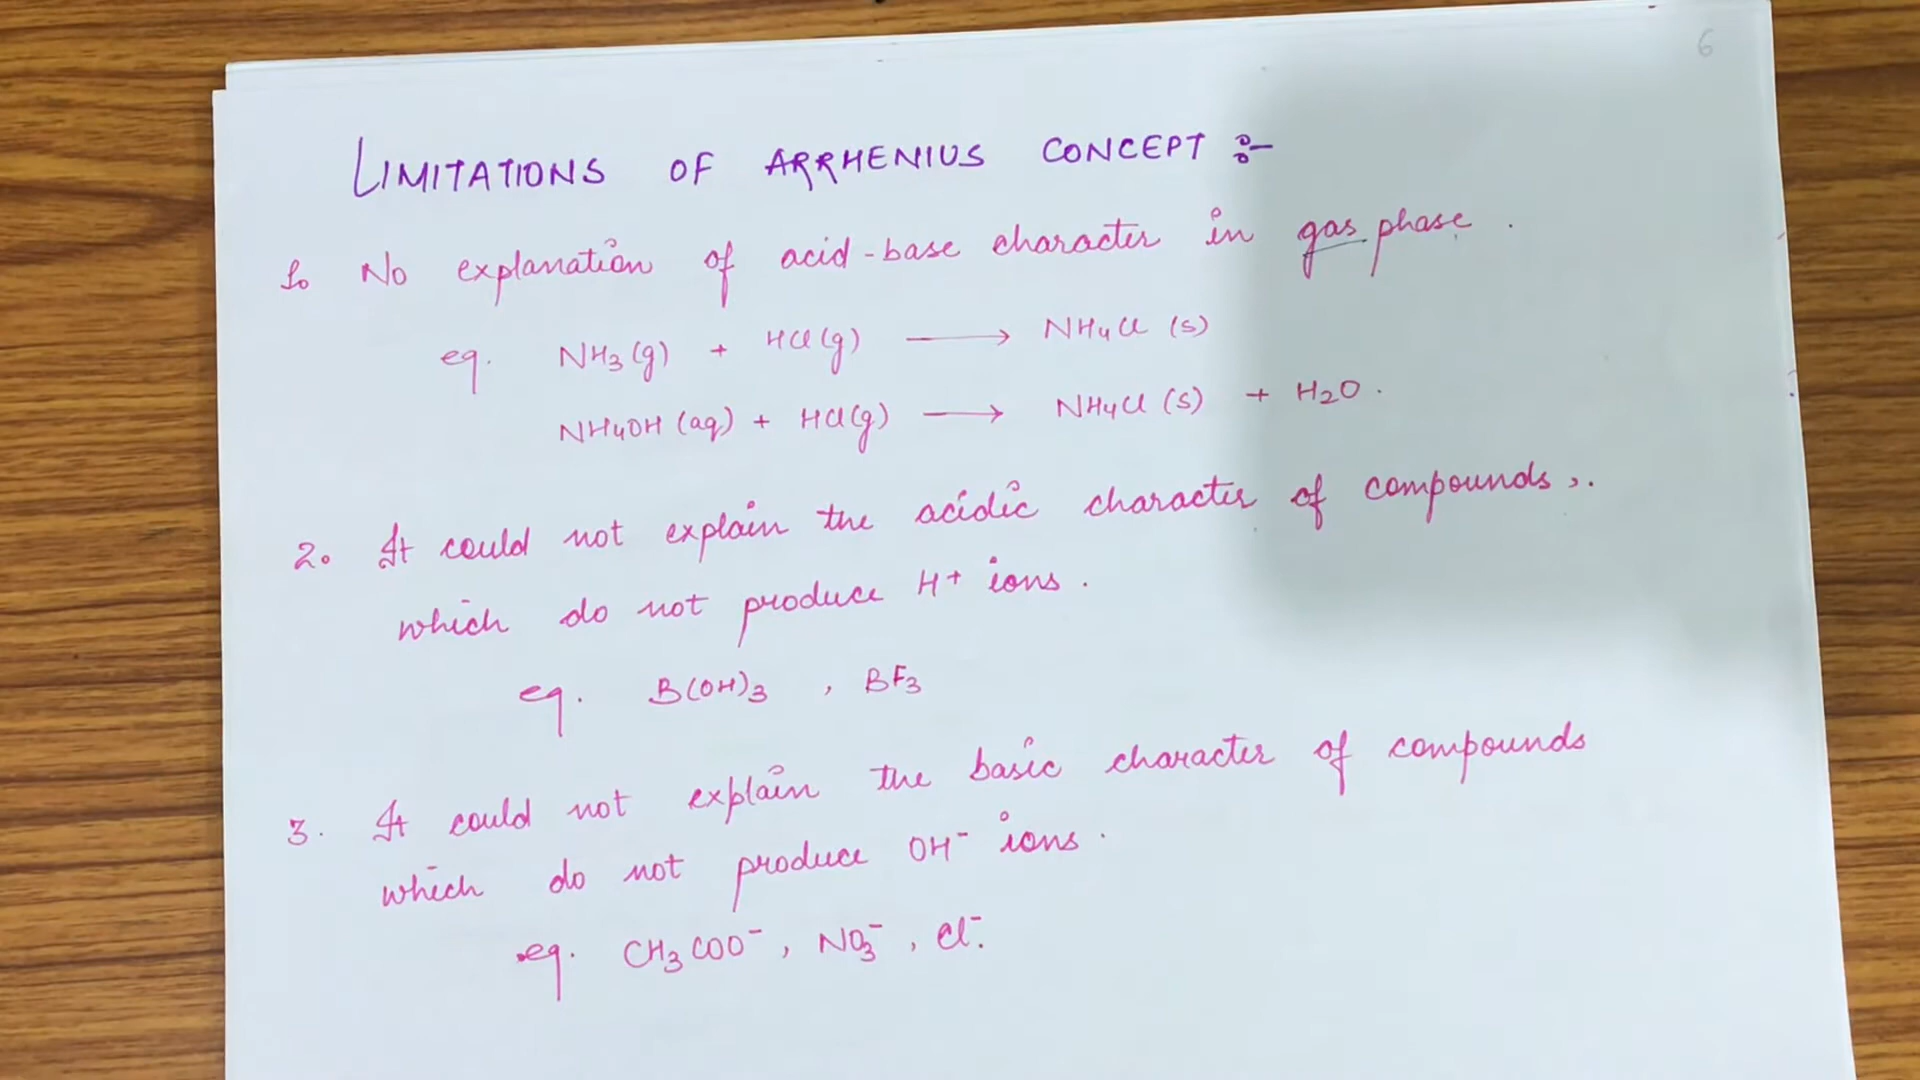 6
LIMITATIONS OF ARRHENIUS CONCEPT :-
1. No explanation of acid-base character in gas phase.
eg. NH3(g) + HCl(g) ⟶ NH4Cl (s)
NH4OH (aq) + HCl(g) ⟶ NH4Cl (s) + H2O.
2. It could not explain the acidic character of compounds,.
which do not produce H+ ions.
eg. B(OH)3 , BF3
3. It could not explain the basic character of compounds
which do not produce OH- ions.
eg. CH3COO-, NO3-, Cl-.